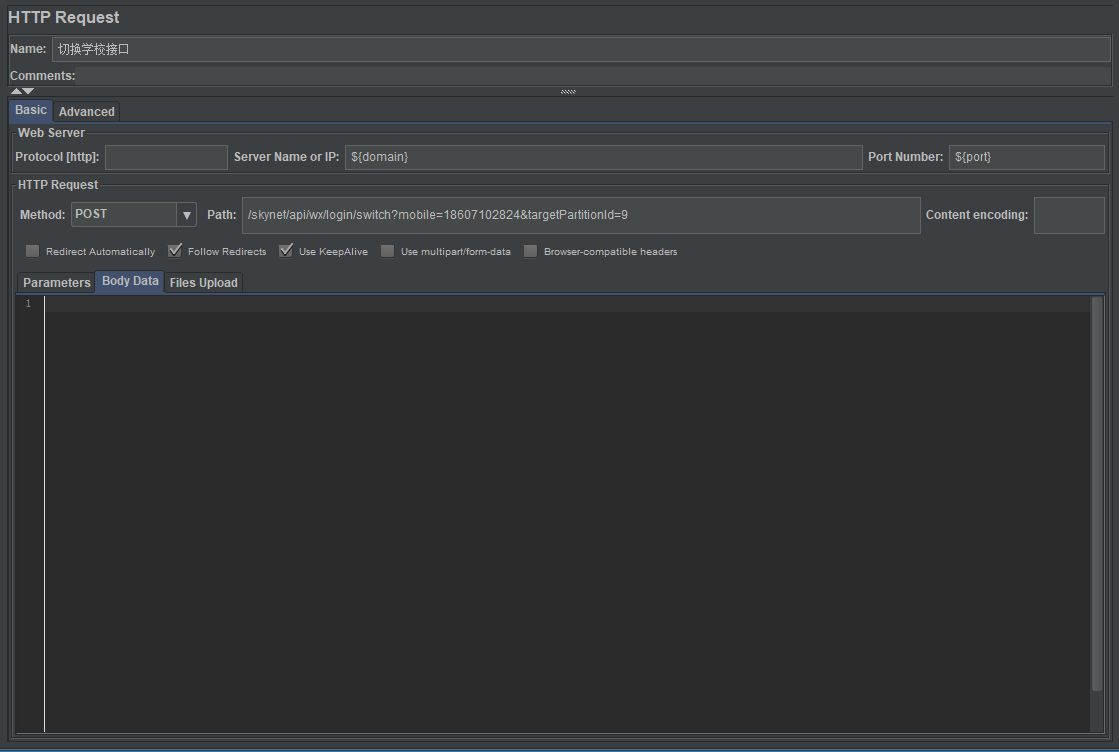 HTTP Request
Name: 切换学校接口
Comments:
Basic Advanced
Web Server
Protocol [http]: Server Name or IP: ${domain} Port Number: ${port}
HTTP Request
Method: POST Path: /skynet/api/wx/login/switch?mobile=18607102824&targetPartitionId=9 Content encoding:
Redirect Automatically Follow Redirects Use KeepAlive Use multipart/form-data Browser-compatible headers
Parameters Body Data Files Upload
1